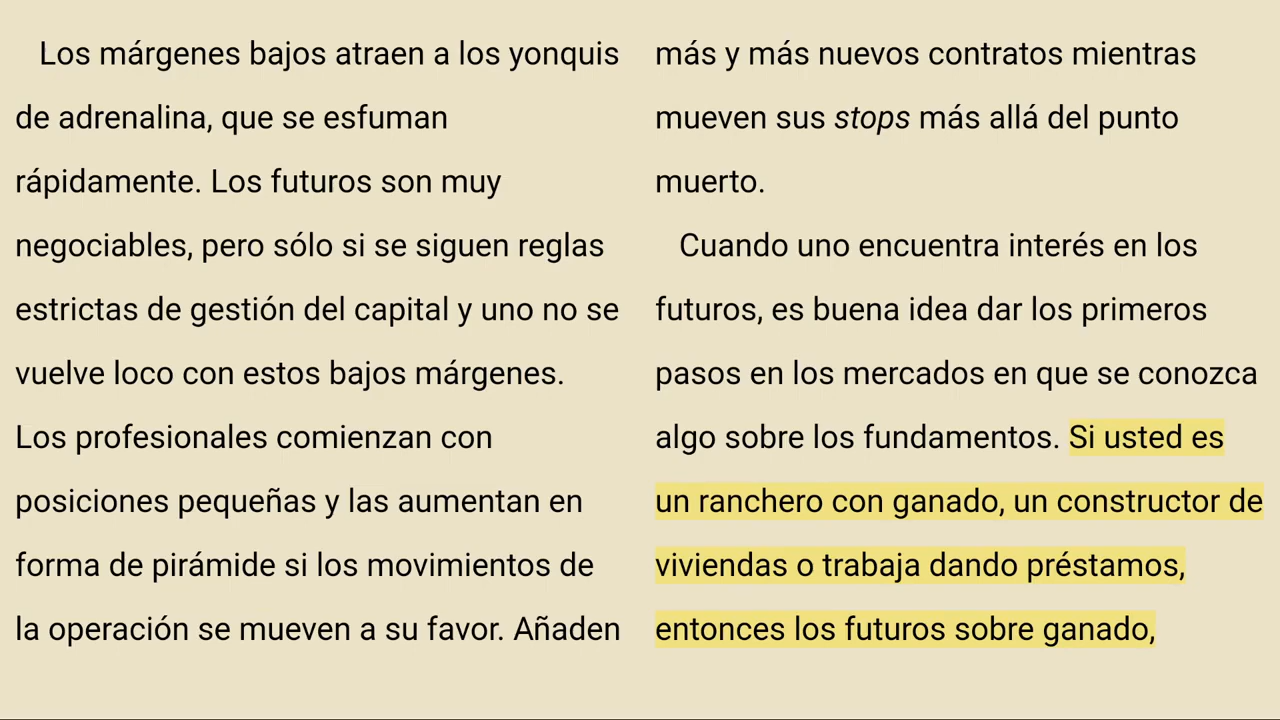 Los márgenes bajos atraen a los yonquis
de adrenalina, que se esfuman
rápidamente. Los futuros son muy
negociables, pero sólo si se siguen reglas
estrictas de gestión del capital y uno no se
vuelve loco con estos bajos márgenes.
Los profesionales comienzan con
posiciones pequeñas y las aumentan en
forma de pirámide si los movimientos de
la operación se mueven a su favor. Añaden
más y más nuevos contratos mientras
mueven sus stops más allá del punto
muerto.
Cuando uno encuentra interés en los
futuros, es buena idea dar los primeros
pasos en los mercados en que se conozca
algo sobre los fundamentos. Si usted es
un ranchero con ganado, un constructor de
viviendas o trabaja dando préstamos,
entonces los futuros sobre ganado,